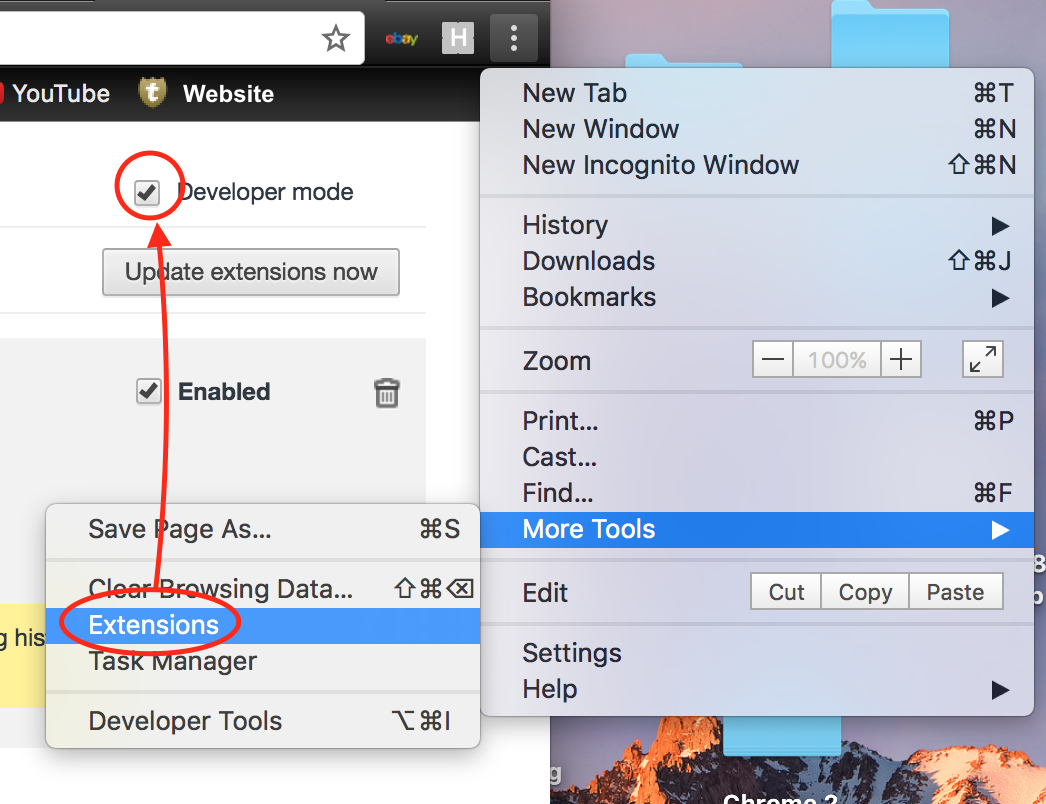 ebay
H
YouTube
Website
Developer mode
Update extensions now
Enabled
New Tab ⌘T
New Window ⌘N
New Incognito Window ⇧⌘N
History ▶
Downloads ⇧⌘J
Bookmarks ▶
Zoom — 100% +
Print... ⌘P
Cast...
Find... ⌘F
More Tools ▶
Edit Cut Copy Paste
Settings
Help ▶
Save Page As... ⌘S
Clear Browsing Data... ⇧⌘⌫
Extensions
Task Manager
Developer Tools ⌥⌘I
g his
Chrome 2